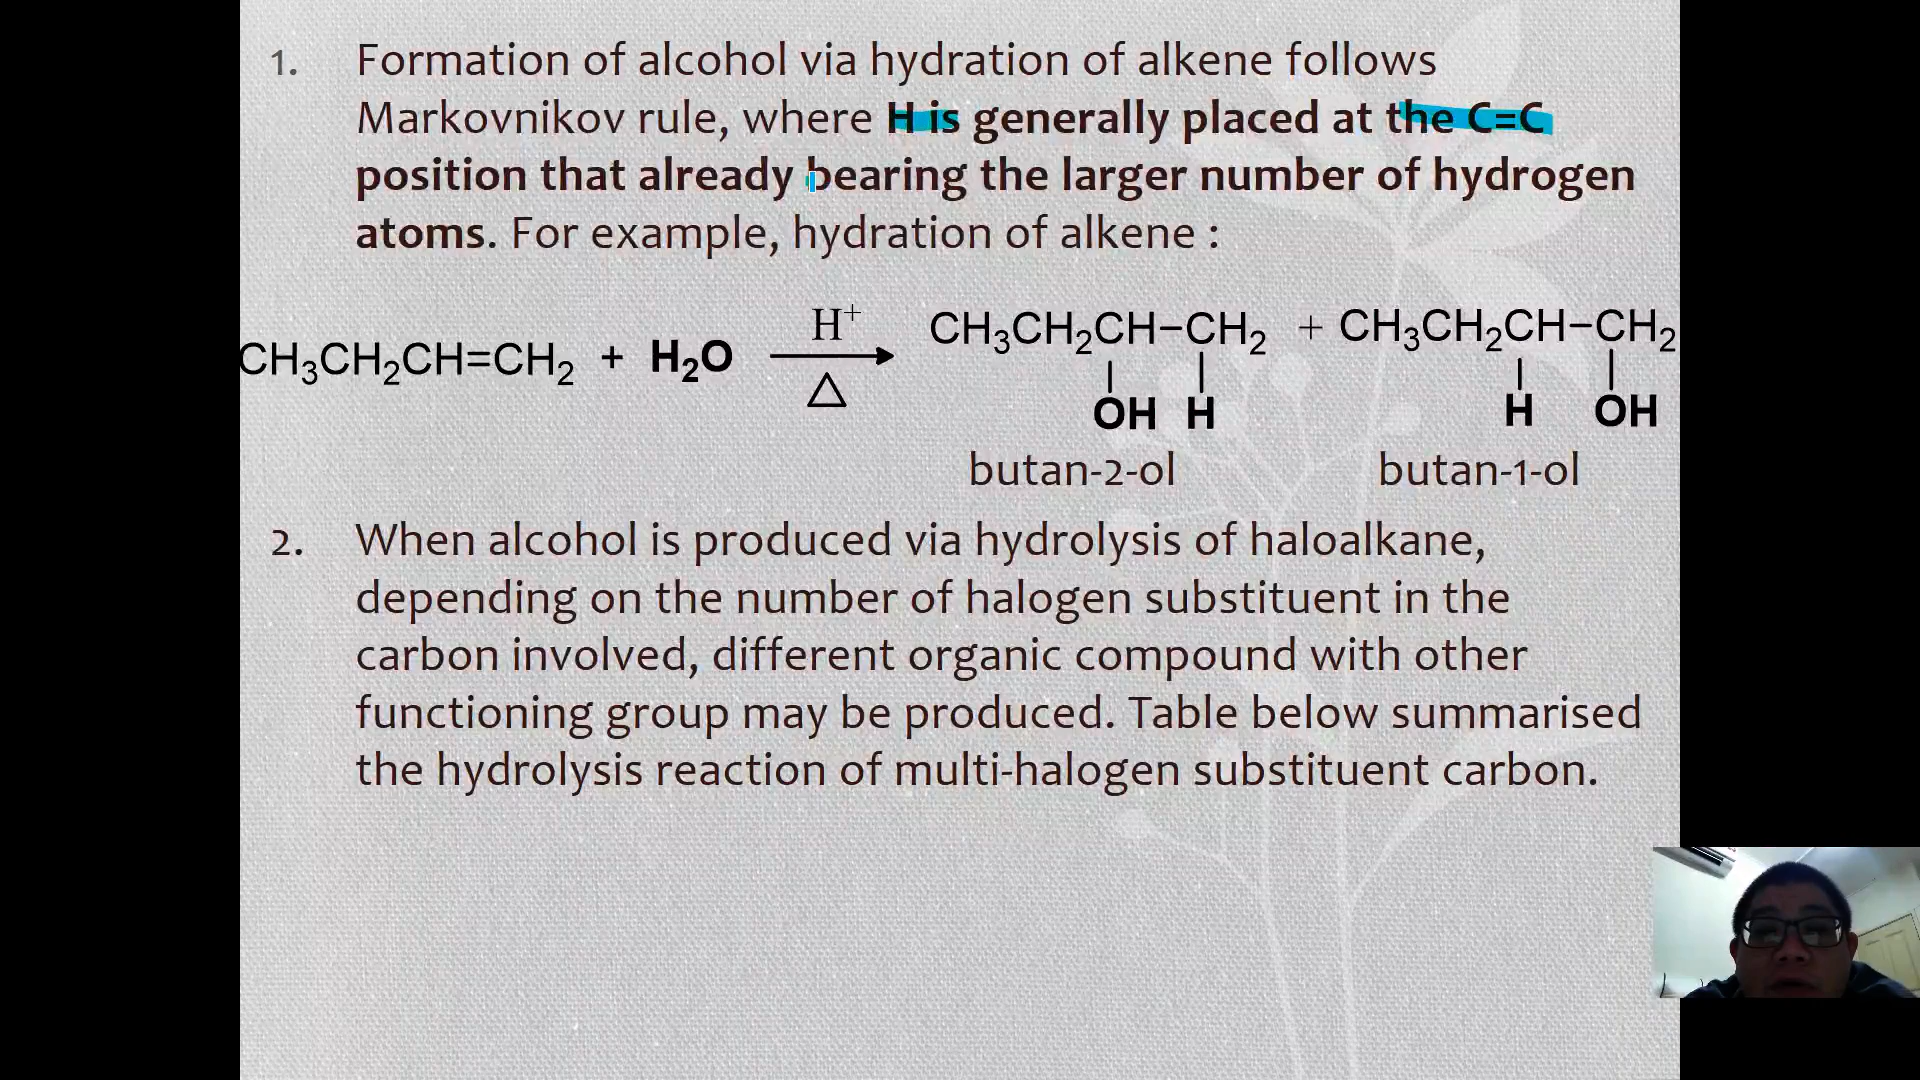 1. Formation of alcohol via hydration of alkene follows
Markovnikov rule, where H is generally placed at the C=C
position that already bearing the larger number of hydrogen
atoms. For example, hydration of alkene :
CH₃CH₂CH=CH₂ + H₂O H⁺ △ CH₃CH₂CH–CH₂ + CH₃CH₂CH–CH₂
OH H H OH
butan-2-ol butan-1-ol
2. When alcohol is produced via hydrolysis of haloalkane,
depending on the number of halogen substituent in the
carbon involved, different organic compound with other
functioning group may be produced. Table below summarised
the hydrolysis reaction of multi-halogen substituent carbon.